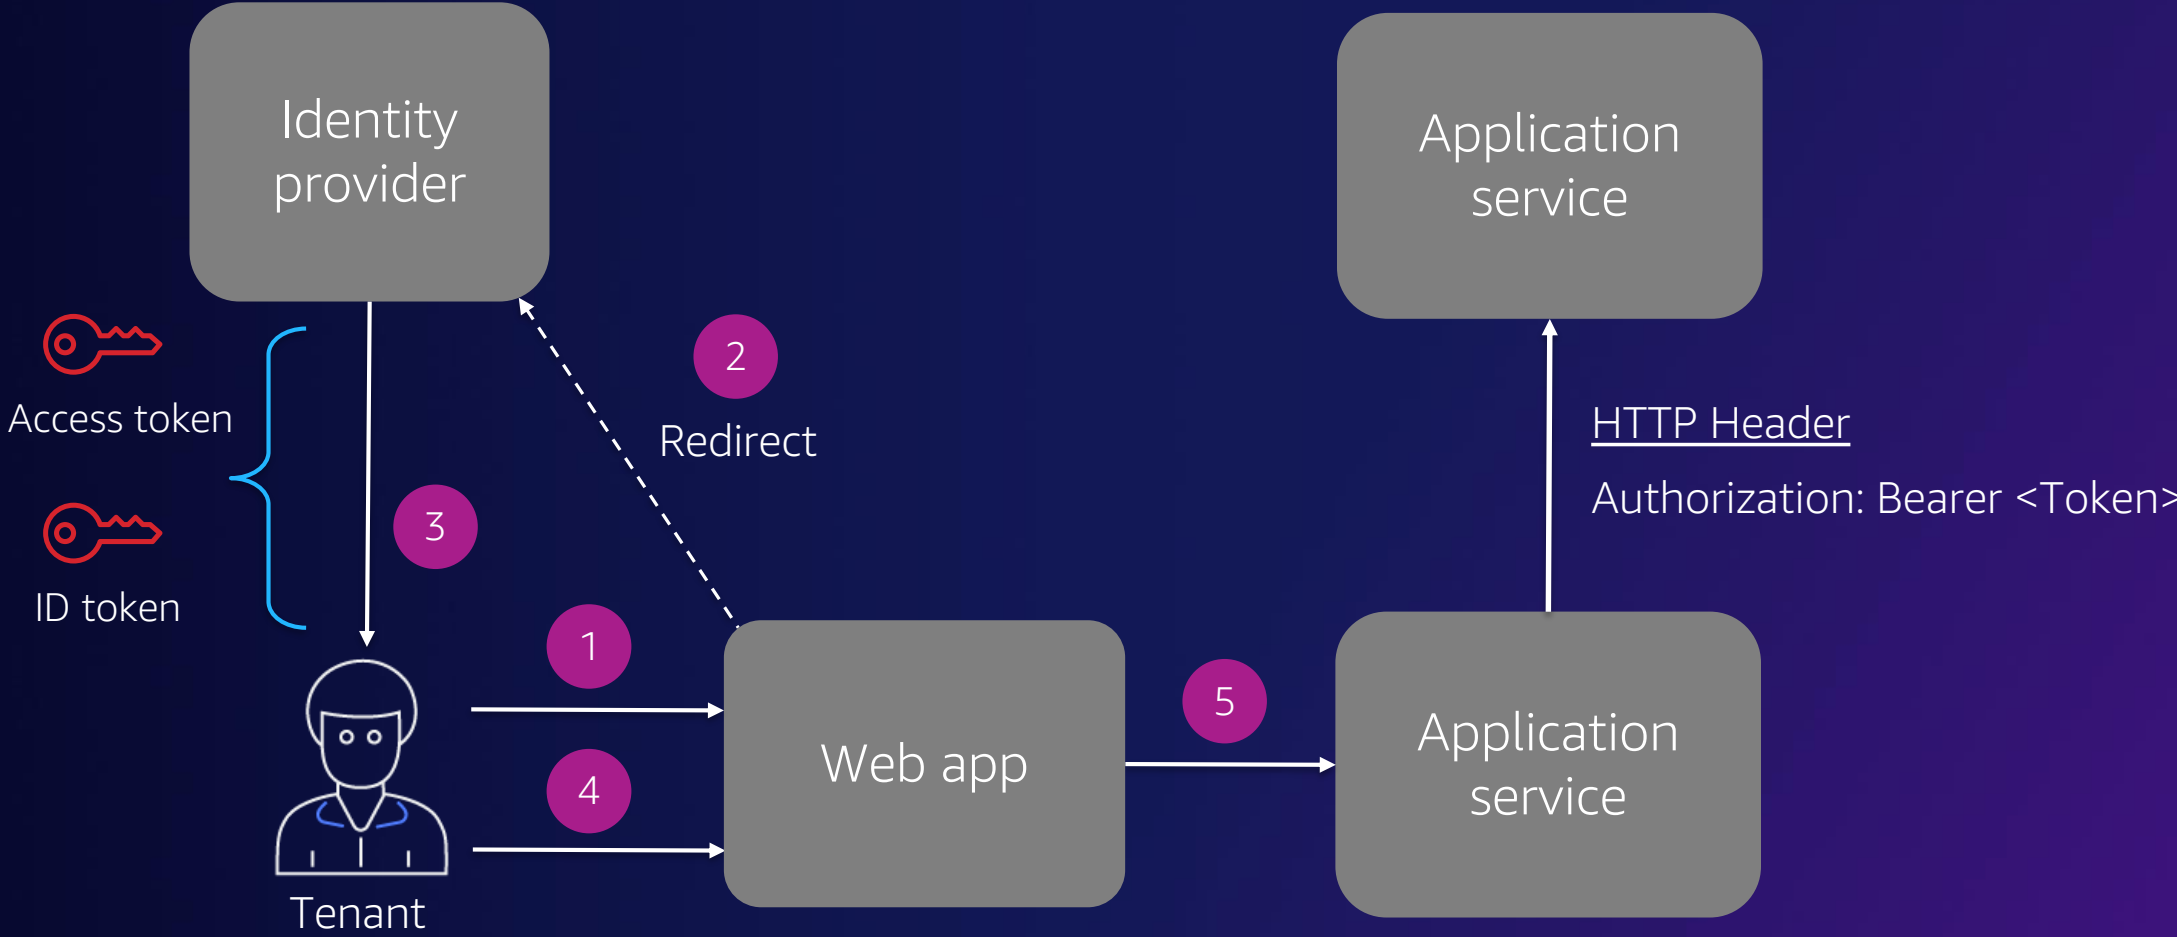 Identity
provider
Application
service
Access token
ID token
2
Redirect
3
HTTP Header
Authorization: Bearer <Token>
1
4
Tenant
Web app
5
Application
service